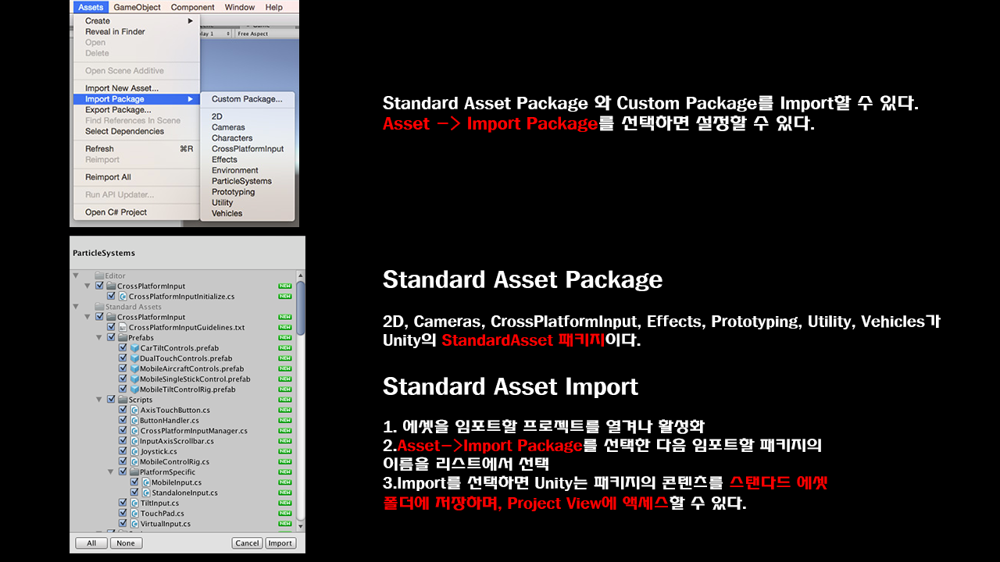 Assets GameObject Component Window Help
Create
Reveal in Finder
Open
Delete
Open Scene Additive
Import New Asset...
Import Package
Export Package...
Find References In Scene
Select Dependencies
Refresh ⌘R
Reimport
Reimport All
Run API Updater...
Open C# Project
Free Aspect
Custom Package...
2D
Cameras
Characters
CrossPlatformInput
Effects
Environment
ParticleSystems
Prototyping
Utility
Vehicles
Standard Asset Package 와 Custom Package를 Import할 수 있다.
Asset -> Import Package를 선택하면 설정할 수 있다.
ParticleSystems
Editor
CrossPlatformInput NEW
CrossPlatformInputInitialize.cs NEW
Standard Assets
CrossPlatformInput NEW
CrossPlatformInputGuidelines.txt NEW
Prefabs NEW
CarTiltControls.prefab NEW
DualTouchControls.prefab NEW
MobileAircraftControls.prefab NEW
MobileSingleStickControl.prefab NEW
MobileTiltControlRig.prefab NEW
Scripts NEW
AxisTouchButton.cs NEW
ButtonHandler.cs NEW
CrossPlatformInputManager.cs NEW
InputAxisScrollbar.cs NEW
Joystick.cs NEW
MobileControlRig.cs NEW
PlatformSpecific NEW
MobileInput.cs NEW
StandaloneInput.cs NEW
TiltInput.cs NEW
TouchPad.cs NEW
VirtualInput.cs NEW
All None Cancel Import
Standard Asset Package
2D, Cameras, CrossPlatformInput, Effects, Prototyping, Utility, Vehicles가
Unity의 StandardAsset 패키지이다.
Standard Asset Import
1. 에셋을 임포트할 프로젝트를 열겨나 활성화
2.Asset->Import Package를 선택한 다음 임포트할 패키지의
이름을 리스트에서 선택
3.Import를 선택하면 Unity는 패키지의 콘텐츠를 스탠다드 에셋
폴더에 저장하며, Project View에 액세스할 수 있다.